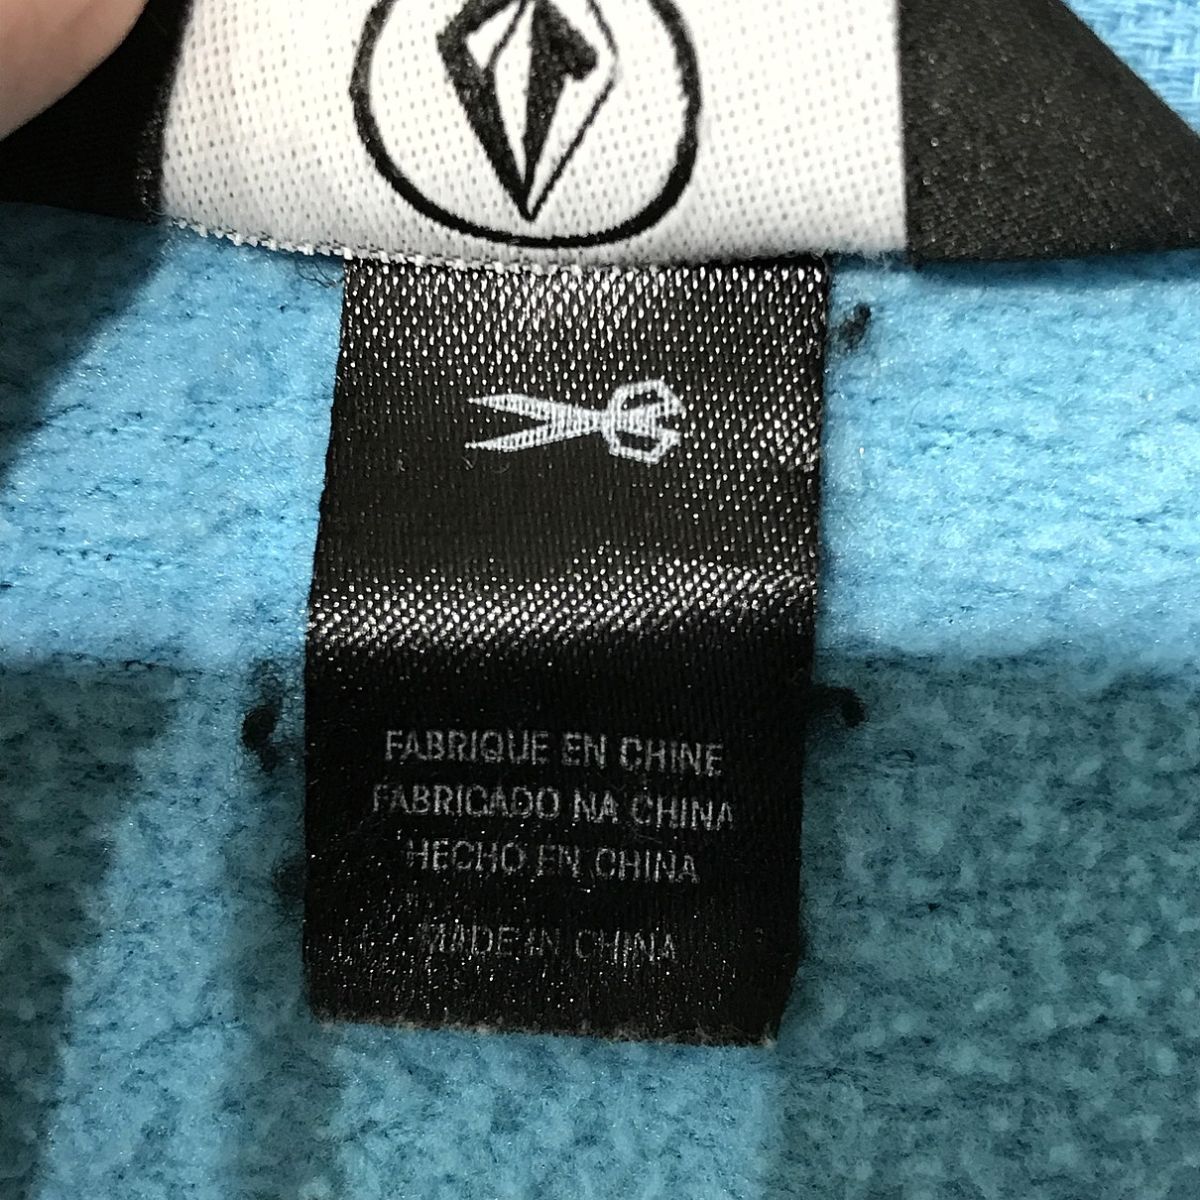 FABRIQUE EN CHINE
FABRICADO NA CHINA
HECHO EN CHINA
MADE IN CHINA